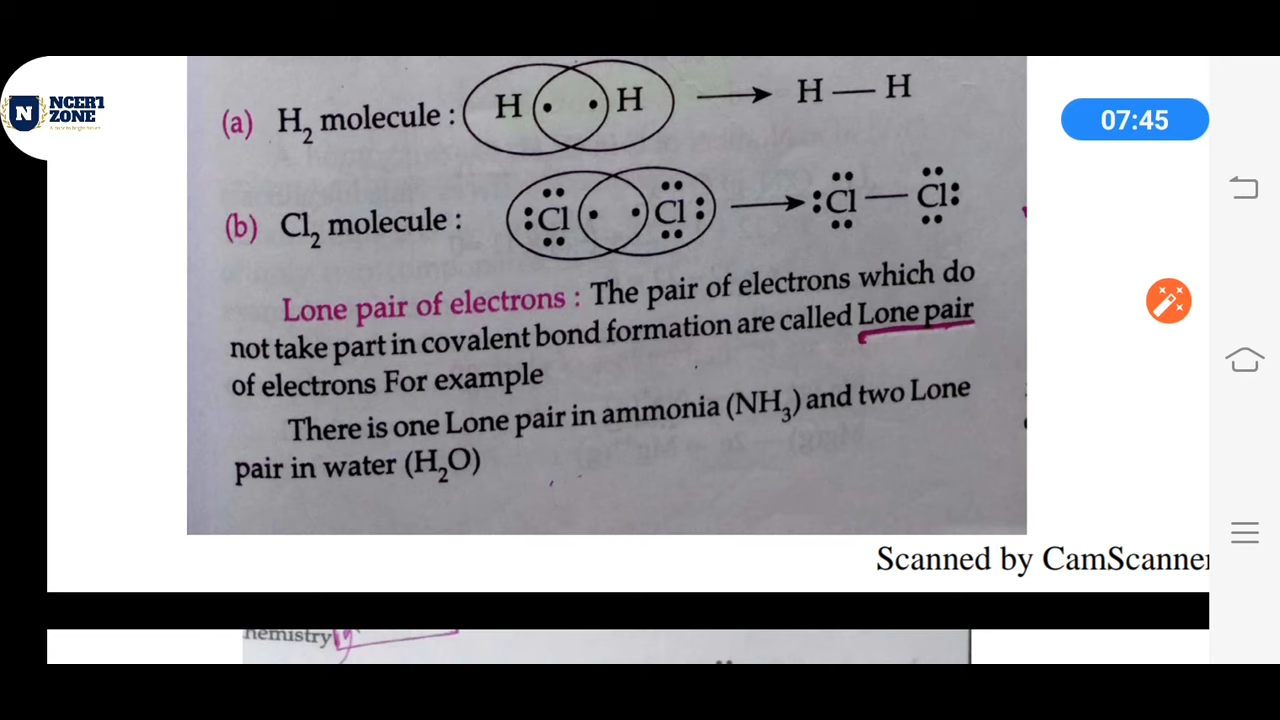 NCERT
ZONE
07:45
(a) H₂ molecule : H • • H → H — H
(b) Cl₂ molecule : Cl • • Cl → Cl — Cl
Lone pair of electrons : The pair of electrons which do
not take part in covalent bond formation are called Lone pair
of electrons For example
There is one Lone pair in ammonia (NH₃) and two Lone
pair in water (H₂O)
Scanned by CamScanner
hemistry